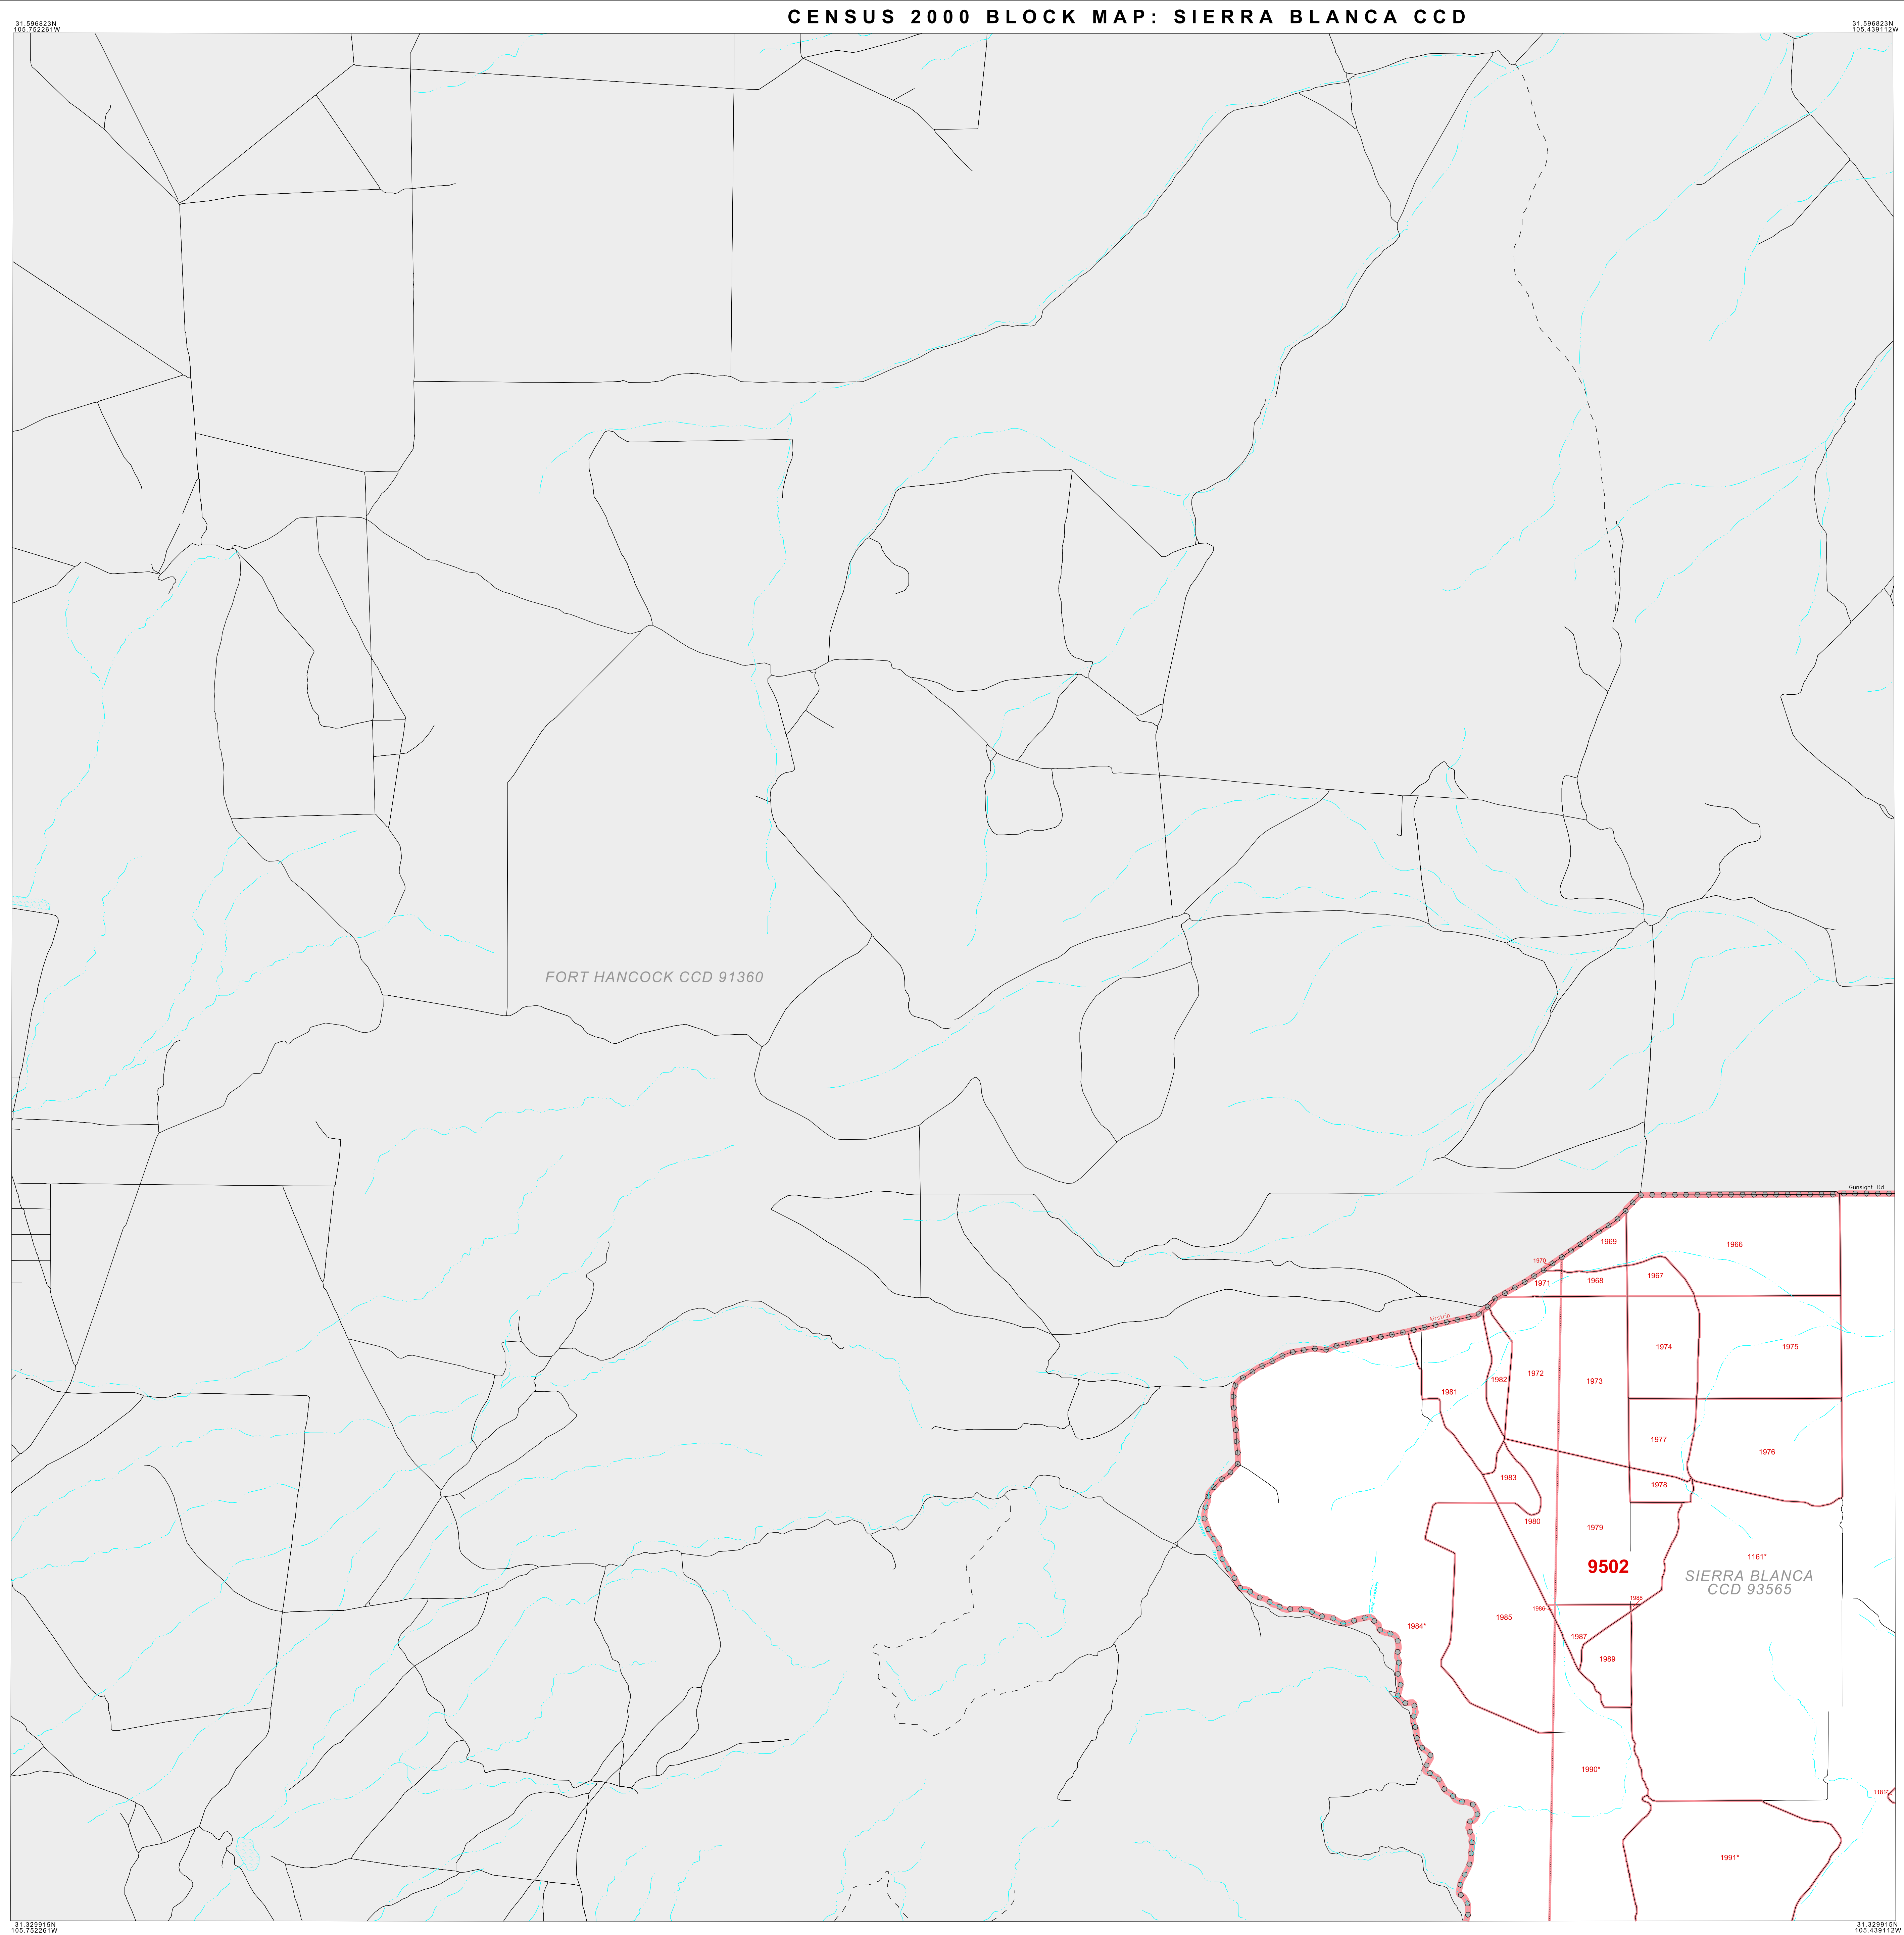 CENSUS 2000 BLOCK MAP: SIERRA BLANCA CCD
31.596823N
105.752261W
31.596823N
105.439112W
FORT HANCOCK CCD 91360
Gunsight Rd
1969
1966
1970
1971
1968
1967
Airstrip
1974
1975
1982
1972
1973
1981
1977
1976
1983
1978
1980
1979
9502
1161*
SIERRA BLANCA
CCD 93565
1988
1986
1984*
1985
1987
1989
1990*
1181*
1991*
31.329915N
105.752261W
31.329915N
105.439112W